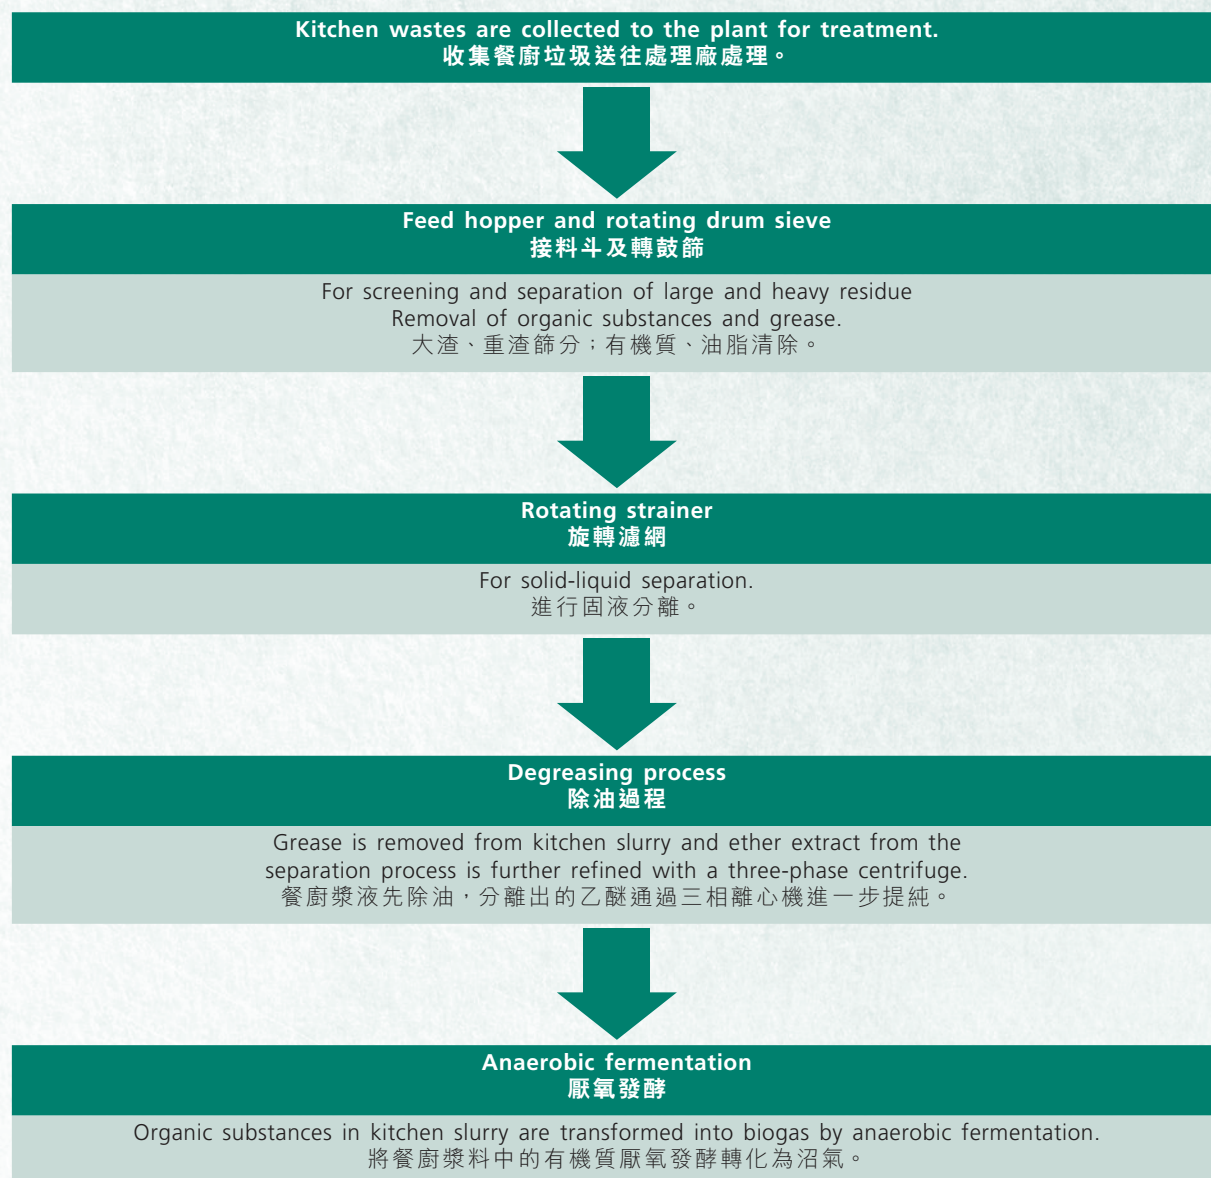 Kitchen wastes are collected to the plant for treatment.
收集餐廚垃圾送往處理廠處理。
Feed hopper and rotating drum sieve
接料斗及轉鼓篩
For screening and separation of large and heavy residue
Removal of organic substances and grease.
大渣、重渣篩分；有機質、油脂清除。
Rotating strainer
旋轉濾網
For solid-liquid separation.
進行固液分離。
Degreasing process
除油過程
Grease is removed from kitchen slurry and ether extract from the
separation process is further refined with a three-phase centrifuge.
餐廚漿液先除油，分離出的乙醚通過三相離心機進一步提純。
Anaerobic fermentation
厭氧發酵
Organic substances in kitchen slurry are transformed into biogas by anaerobic fermentation.
將餐廚漿料中的有機質厭氧發酵轉化為沼氣。